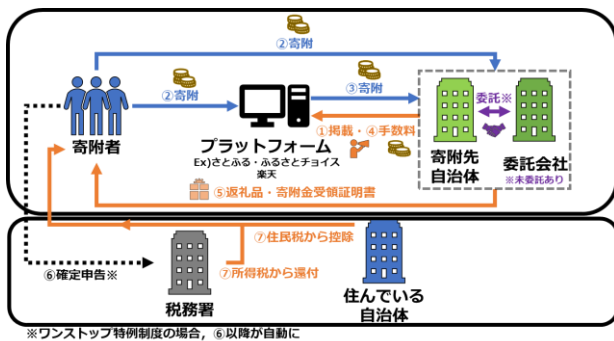 ②寄附
②寄附
③寄附
①掲載・④手数料
委託※
寄附者
プラットフォーム
Ex)さとふる・ふるさとチョイス
楽天
寄附先
自治体
委託会社
※未委託あり
⑤返礼品・寄附金受領証明書
⑦住民税から控除
⑥確定申告※
⑦所得税から還付
税務署
住んでいる
自治体
※ワンストップ特例制度の場合，⑥以降が自動に